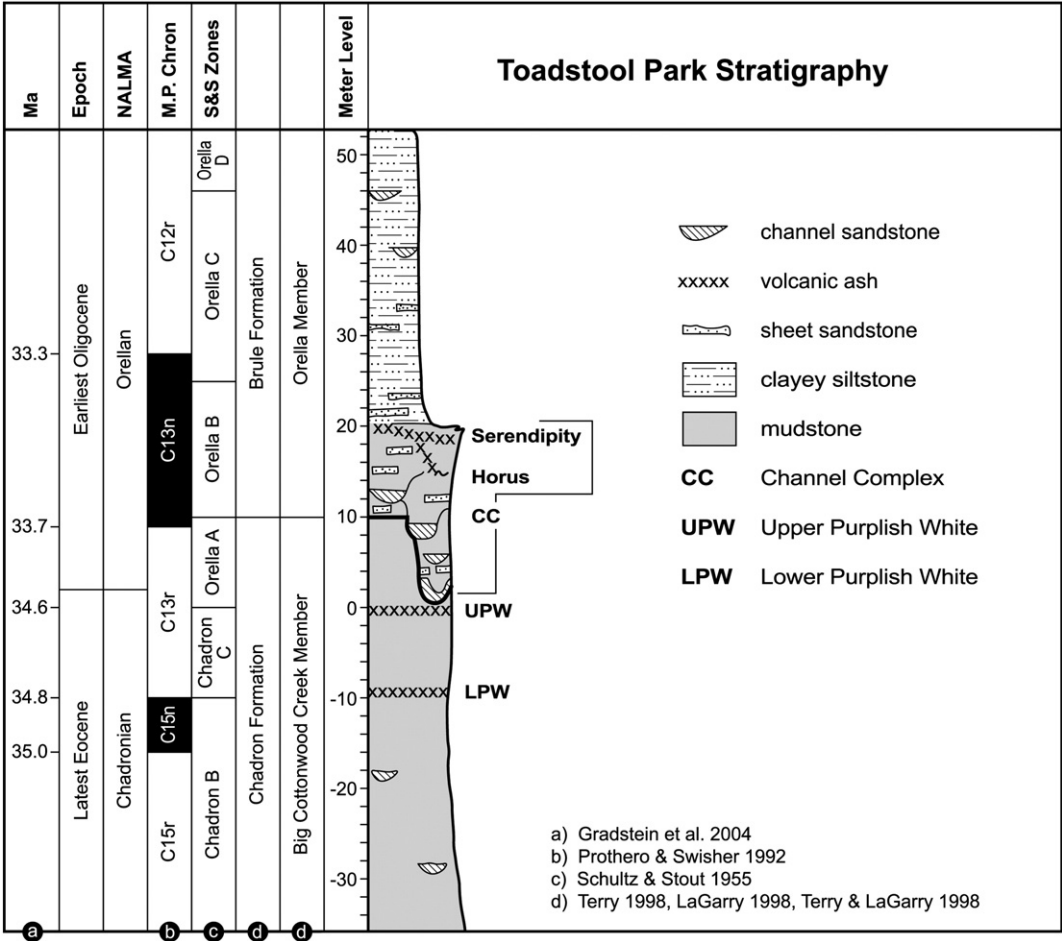 Ma
Epoch
NALMA
M.P. Chron
S&S Zones
Meter Level
Toadstool Park Stratigraphy
33.3
33.7
34.6
34.8
35.0
Earliest Oligocene
Latest Eocene
Orellan
Chadronian
C12r
C13n
C13r
C15n
C15r
Orella
D
Orella C
Orella B
Orella A
Chadron
C
Chadron B
Brule Formation
Chadron Formation
Orella Member
Big Cottonwood Creek Member
50
40
30
20
10
0
-10
-20
-30
Serendipity
Horus
CC
UPW
LPW
channel sandstone
xxxxx volcanic ash
sheet sandstone
clayey siltstone
mudstone
CC Channel Complex
UPW Upper Purplish White
LPW Lower Purplish White
a) Gradstein et al. 2004
b) Prothero & Swisher 1992
c) Schultz & Stout 1955
d) Terry 1998, LaGarry 1998, Terry & LaGarry 1998
a
b
c
d
d